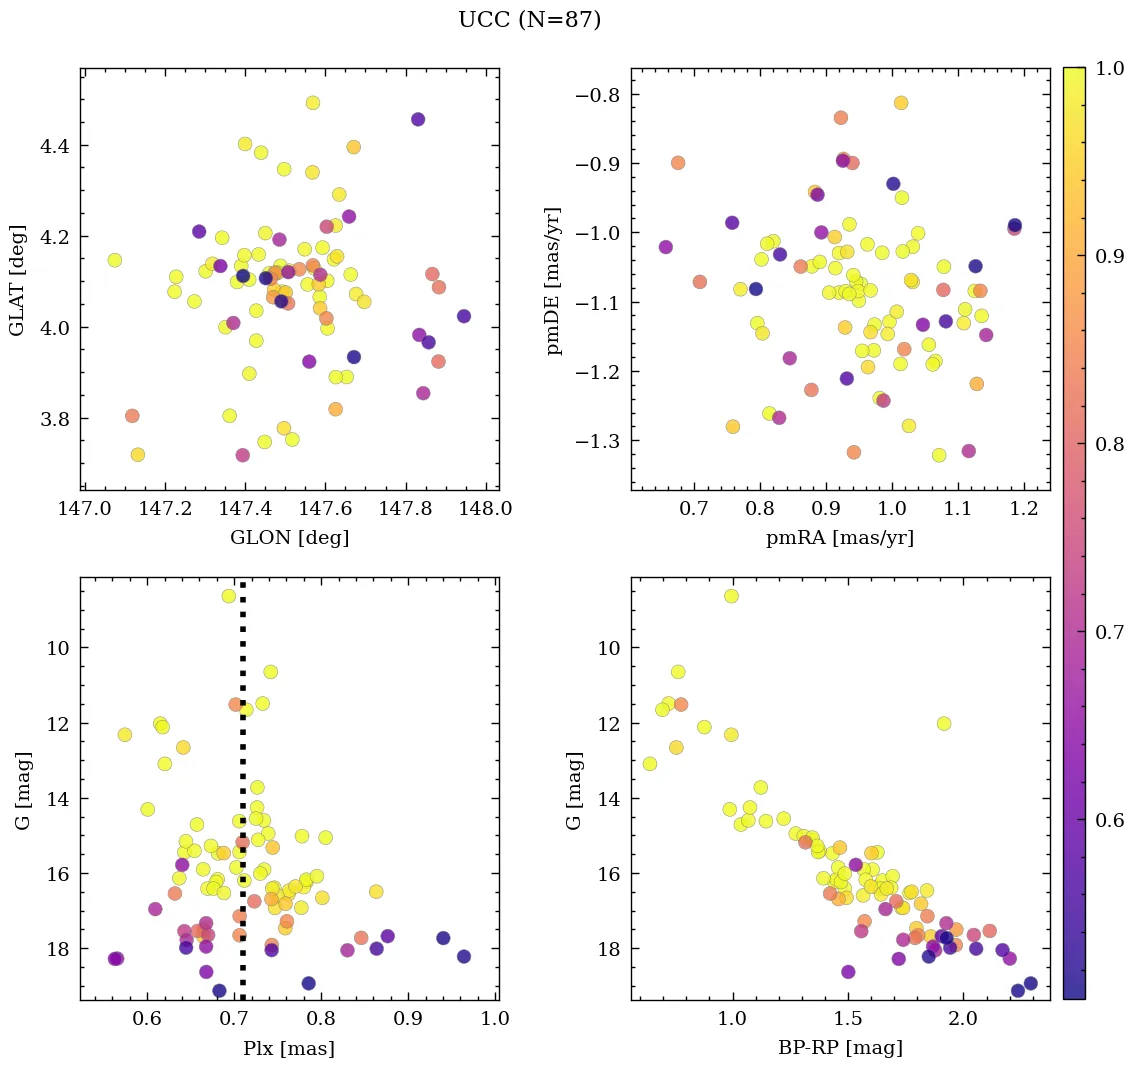 UCC (N=87)
4.4
4.2
4.0
3.8
GLAT [deg]
147.0 147.2 147.4 147.6 147.8 148.0
GLON [deg]
−0.8
−0.9
−1.0
−1.1
−1.2
−1.3
pmDE [mas/yr]
0.7 0.8 0.9 1.0 1.1 1.2
pmRA [mas/yr]
1.0
0.9
0.8
0.7
0.6
10
12
14
16
18
G [mag]
0.6 0.7 0.8 0.9 1.0
Plx [mas]
10
12
14
16
18
G [mag]
1.0 1.5 2.0
BP-RP [mag]